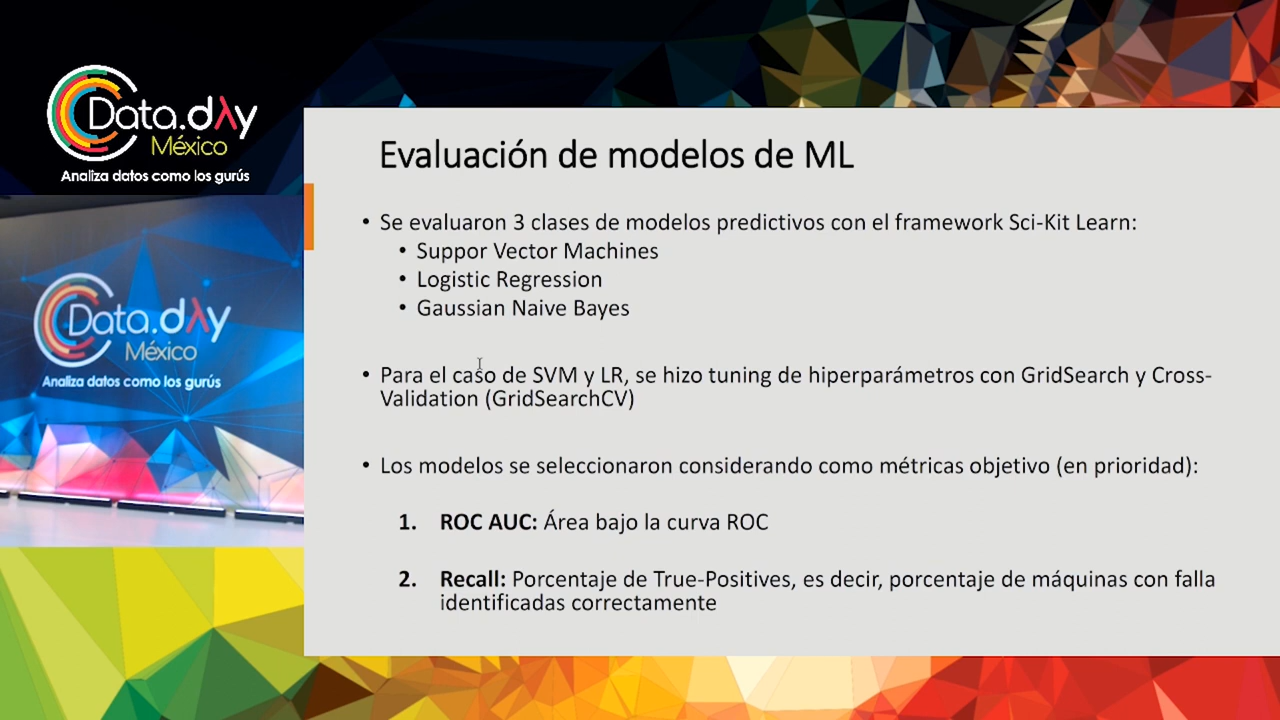 Data.dλy
México
Analiza datos como los gurús
Data.dλy
México
Analiza datos como los gurús
Evaluación de modelos de ML
• Se evaluaron 3 clases de modelos predictivos con el framework Sci-Kit Learn:
• Suppor Vector Machines
• Logistic Regression
• Gaussian Naive Bayes
• Para el caso de SVM y LR, se hizo tuning de hiperparámetros con GridSearch y Cross-
Validation (GridSearchCV)
• Los modelos se seleccionaron considerando como métricas objetivo (en prioridad):
1. ROC AUC: Área bajo la curva ROC
2. Recall: Porcentaje de True-Positives, es decir, porcentaje de máquinas con falla
identificadas correctamente